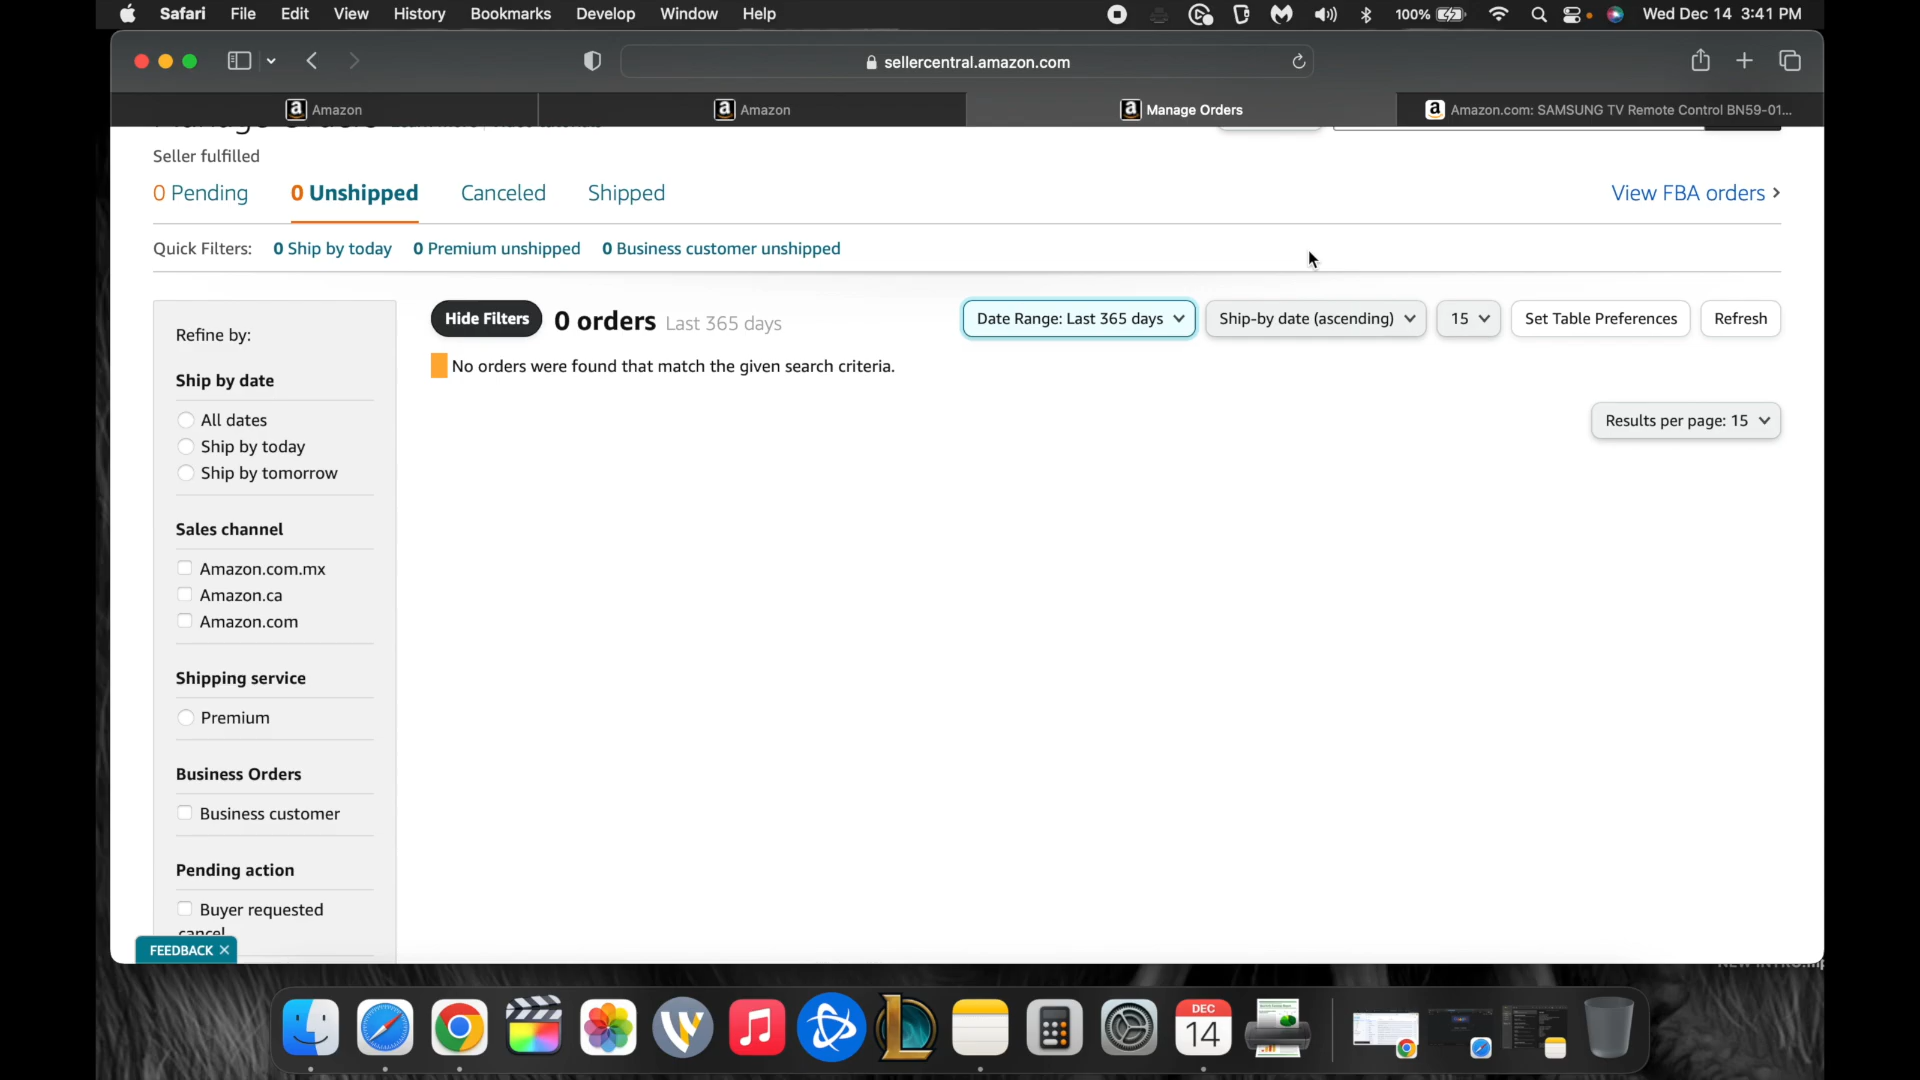 Safari File Edit View History Bookmarks Develop Window Help 100% Wed Dec 14 3:41 PM
sellercentral.amazon.com
Amazon
Amazon
Manage Orders
Amazon.com: SAMSUNG TV Remote Control BN59-01...
Seller fulfilled
0 Pending 0 Unshipped Canceled Shipped View FBA orders >
Quick Filters: 0 Ship by today 0 Premium unshipped 0 Business customer unshipped
Refine by:
Hide Filters 0 orders Last 365 days
Date Range: Last 365 days Ship-by date (ascending) 15 Set Table Preferences Refresh
No orders were found that match the given search criteria.
Results per page: 15
Ship by date
All dates
Ship by today
Ship by tomorrow
Sales channel
Amazon.com.mx
Amazon.ca
Amazon.com
Shipping service
Premium
Business Orders
Business customer
Pending action
Buyer requested
cancel
FEEDBACK ✕
DEC
14